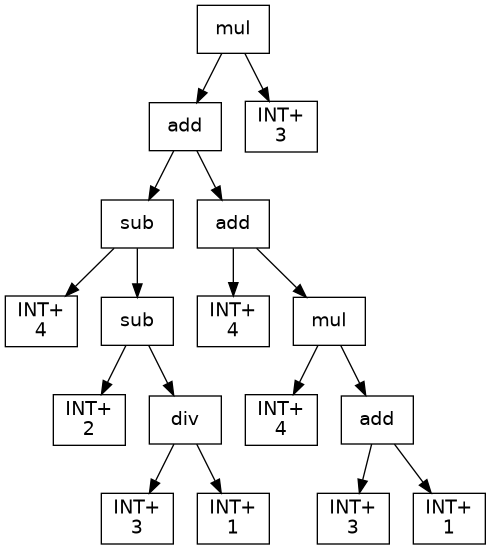 mul
add
INT+
3
sub
add
INT+
4
sub
INT+
4
mul
INT+
2
div
INT+
4
add
INT+
3
INT+
1
INT+
3
INT+
1